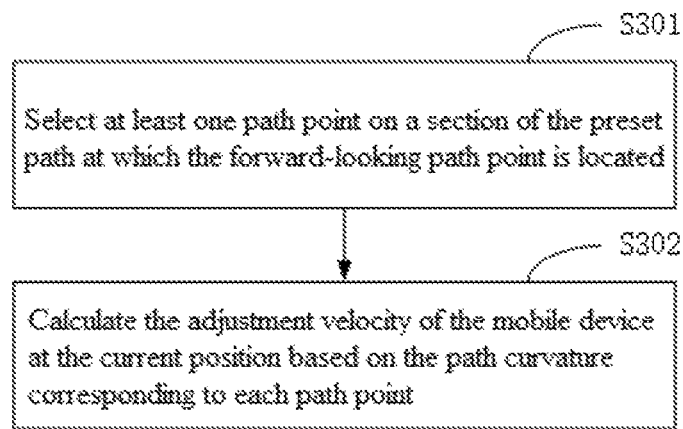 S301
Select at least one path point on a section of the preset
path at which the forward-looking path point is located
S302
Calculate the adjustment velocity of the mobile device
at the current position based on the path curvature
corresponding to each path point